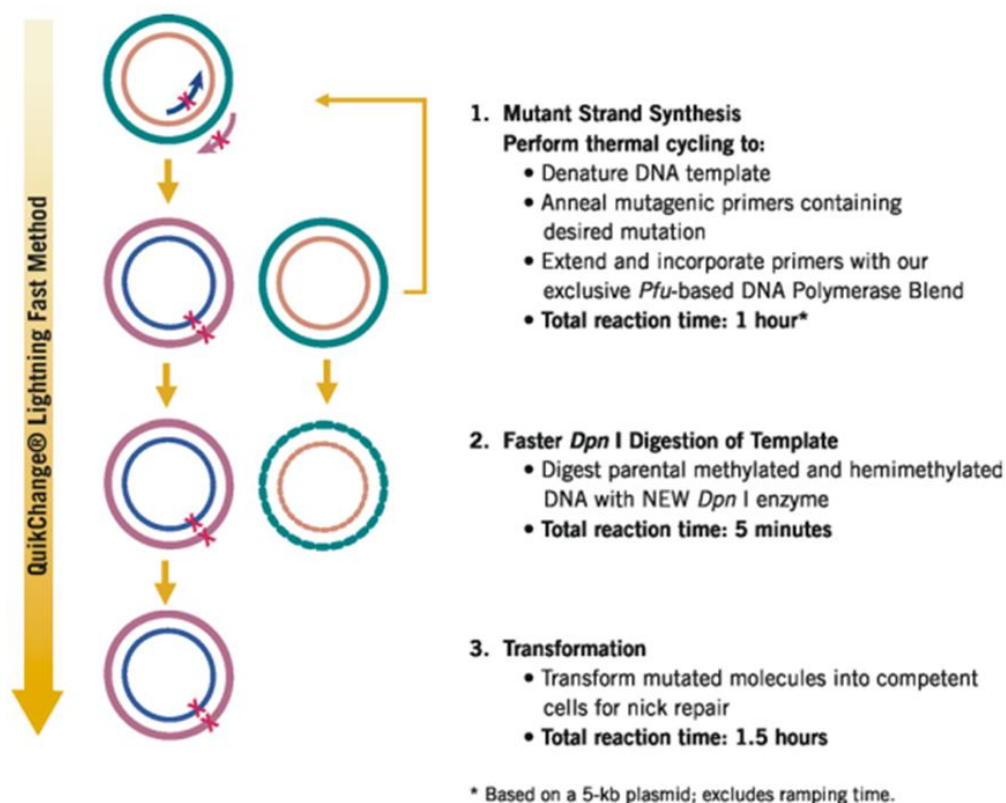 QuikChange® Lightning Fast Method
1. Mutant Strand Synthesis
Perform thermal cycling to:
• Denature DNA template
• Anneal mutagenic primers containing
desired mutation
• Extend and incorporate primers with our
exclusive Pfu-based DNA Polymerase Blend
• Total reaction time: 1 hour*
2. Faster Dpn I Digestion of Template
• Digest parental methylated and hemimethylated
DNA with NEW Dpn I enzyme
• Total reaction time: 5 minutes
3. Transformation
• Transform mutated molecules into competent
cells for nick repair
• Total reaction time: 1.5 hours
* Based on a 5-kb plasmid; excludes ramping time.